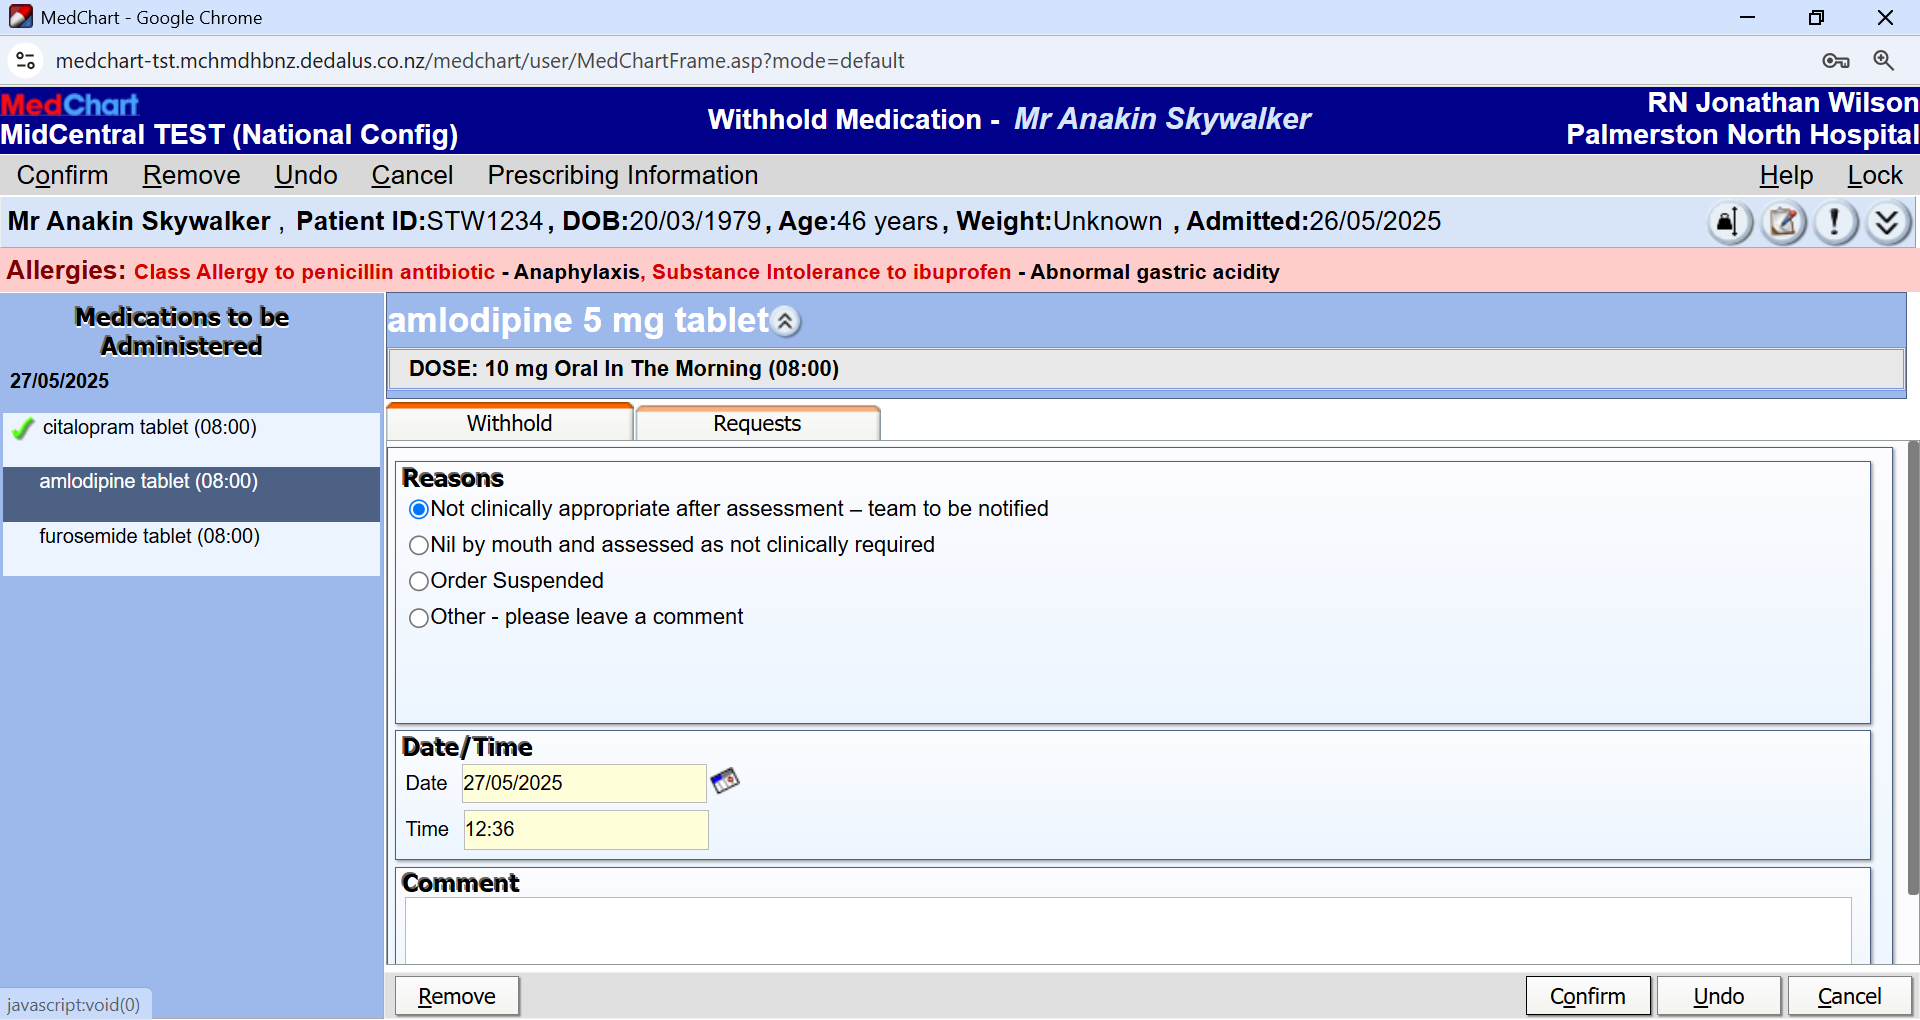 MedChart - Google Chrome
medchart-tst.mchmdhbnz.dedalus.co.nz/medchart/user/MedChartFrame.asp?mode=default
MedChart
MidCentral TEST (National Config)
Withhold Medication - Mr Anakin Skywalker
RN Jonathan Wilson
Palmerston North Hospital
Confirm Remove Undo Cancel Prescribing Information Help Lock
Mr Anakin Skywalker , Patient ID:STW1234, DOB:20/03/1979, Age:46 years, Weight:Unknown , Admitted:26/05/2025
Allergies: Class Allergy to penicillin antibiotic - Anaphylaxis, Substance Intolerance to ibuprofen - Abnormal gastric acidity
Medications to be
Administered
27/05/2025
citalopram tablet (08:00)
amlodipine tablet (08:00)
furosemide tablet (08:00)
amlodipine 5 mg tablet
DOSE: 10 mg Oral In The Morning (08:00)
Withhold Requests
Reasons
Not clinically appropriate after assessment – team to be notified
Nil by mouth and assessed as not clinically required
Order Suspended
Other - please leave a comment
Date/Time
Date 27/05/2025
Time 12:36
Comment
javascript:void(0)
Remove Confirm Undo Cancel